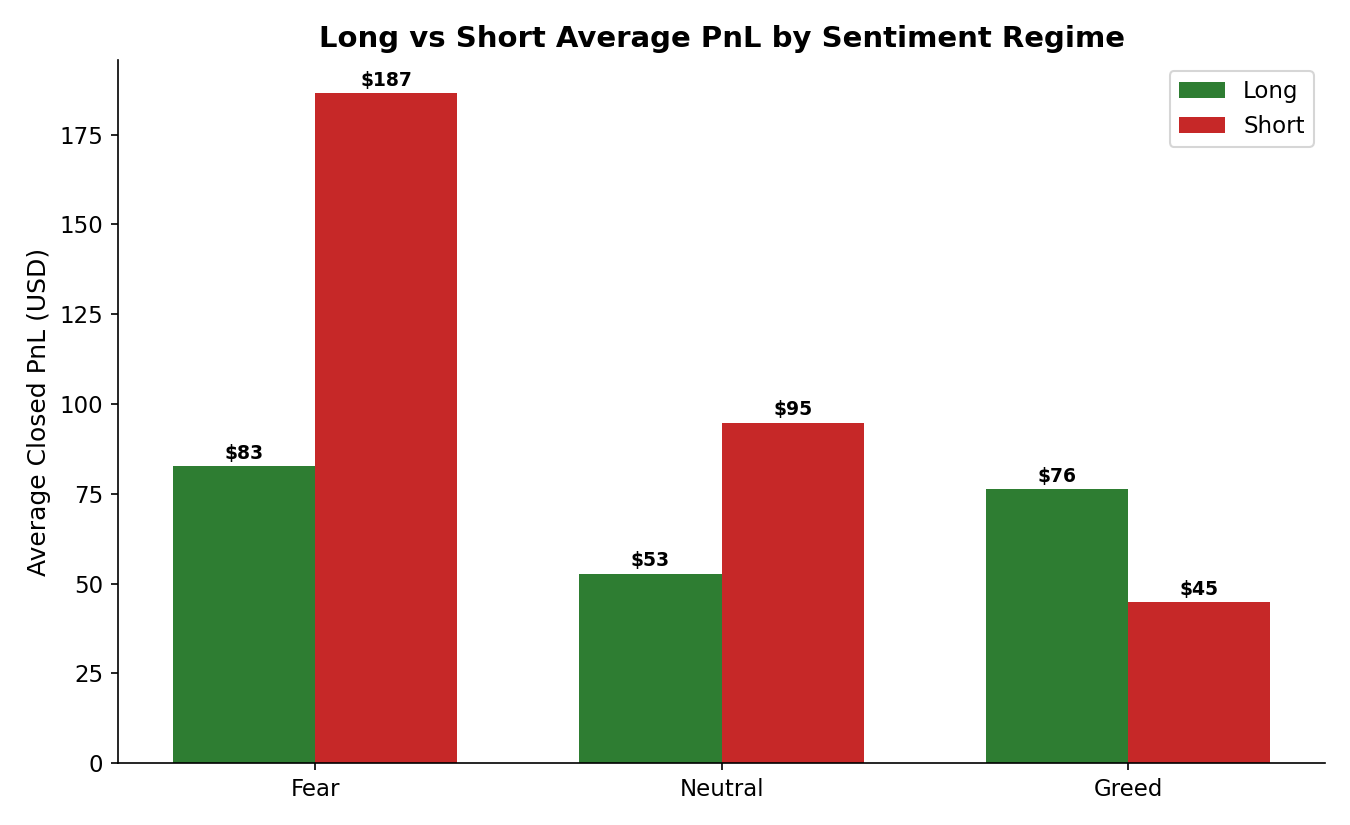 Long vs Short Average PnL by Sentiment Regime
Long
Short
Average Closed PnL (USD)
175
150
125
100
75
50
25
0
$83
$187
$53
$95
$76
$45
Fear
Neutral
Greed